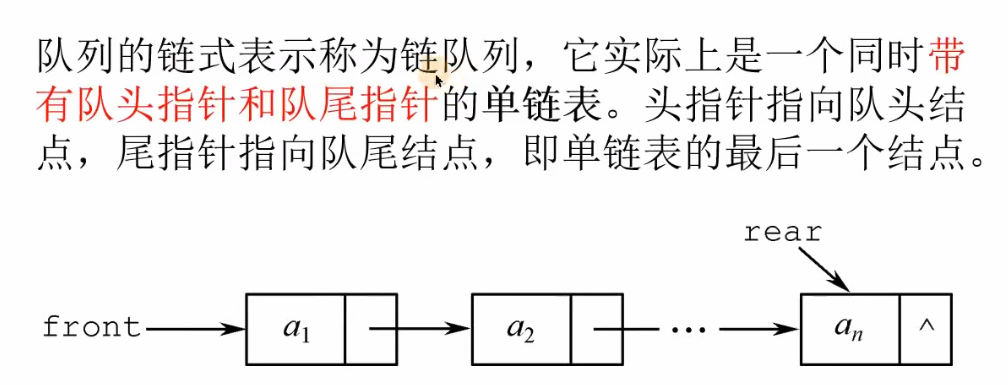 队列的链式表示称为链队列，它实际上是一个同时带
有队头指针和队尾指针的单链表。头指针指向队头结
点，尾指针指向队尾结点，即单链表的最后一个结点。
rear
front a₁ a₂ ··· aₙ ^